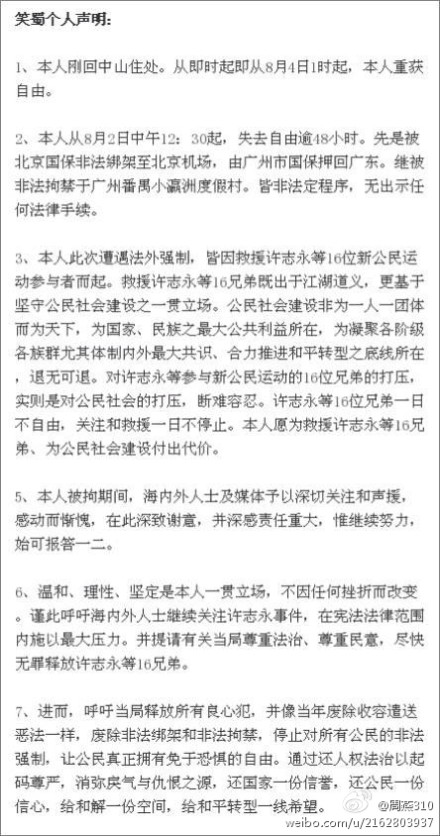 笑蜀个人声明:
1、本人刚回中山住处。从即时起即从8月4日1时起，本人重获
自由。
2、本人从8月2日中午12：30起，失去自由逾48小时。先是被
北京国保非法绑架至北京机场，由广州市国保押回广东。继被
非法拘禁于广州番禺小瀛洲度假村。皆非法定程序，无出示任
何法律手续。
3、本人此次遭遇法外强制，皆因救援许志永等16位新公民运
动参与者而起。救援许志永等16兄弟既出于江湖道义，更基于
坚守公民社会建设之一贯立场。公民社会建设非为一人一团体
而为天下，为国家、民族之最大公共利益所在，为凝聚各阶级
各族群尤其体制内外最大共识、合力推进和平转型之底线所在
，退无可退。对许志永等参与新公民运动的16位兄弟的打压，
实则是对公民社会的打压，断难容忍。许志永等16位兄弟一日
不自由，关注和救援一日不停止。本人愿为救援许志永等16兄
弟、为公民社会建设付出代价。
5、本人被拘期间，海内外人士及媒体予以深切关注和声援，
感动而惭愧，在此深致谢意，并深感责任重大，惟继续努力，
始可报答一二。
6、温和、理性、坚定是本人一贯立场，不因任何挫折而改变
。谨此呼吁海内外人士继续关注许志永事件，在宪法法律范围
内施以最大压力。并提请有关当局尊重法治、尊重民意，尽快
无罪释放许志永等16兄弟。
7、进而，呼吁当局释放所有良心犯，并像当年废除收容遣送
恶法一样，废除非法绑架和非法拘禁，停止对所有公民的非法
强制，让公民真正拥有免于恐惧的自由。通过还人权法治以起
码尊严，消弥戾气与仇恨之源，还国家一份信誉，还公民一份
信心，给和解一份空间，给和平转型一线希望。
weibo.com/u/2162803937